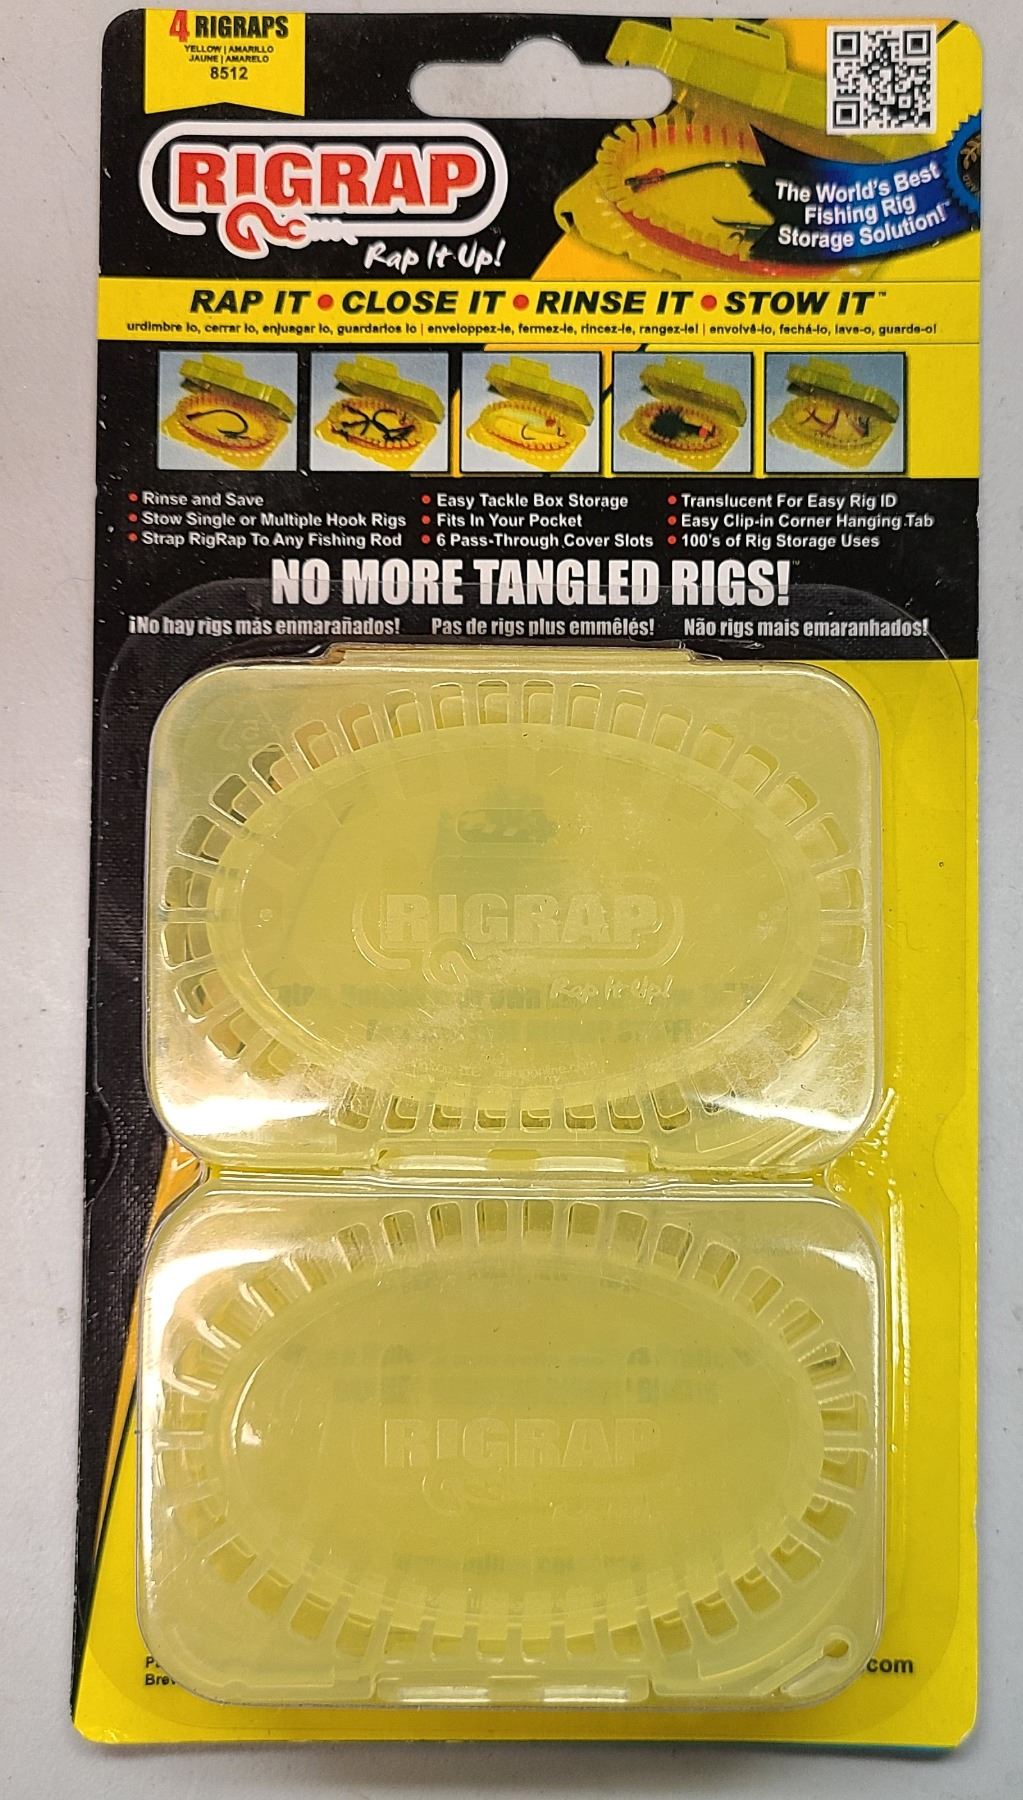 4 RIGRAPS
YELLOW | AMARILLO
JAUNE | AMARELO
8512
RIGRAP
Rap It Up!
The World's Best
Fishing Rig
Storage Solution!™
RAP IT • CLOSE IT • RINSE IT • STOW IT™
urdimbre lo, cerrar lo, enjuagar lo, guardarlos lo | enveloppez-le, fermez-le, rincez-le, rangez-le! | envolvê-lo, fechá-lo, lave-o, guarde-o!
• Rinse and Save
• Stow Single or Multiple Hook Rigs
• Strap RigRap To Any Fishing Rod
• Easy Tackle Box Storage
• Fits In Your Pocket
• 6 Pass-Through Cover Slots
• Translucent For Easy Rig ID
• Easy Clip-in Corner Hanging Tab
• 100's of Rig Storage Uses
NO MORE TANGLED RIGS!™
¡No hay rigs más enmarañados! Pas de rigs plus emmêlés! Não rigs mais emaranhados!
RIGRAP
Rap It Up!
RIGRAP
.com